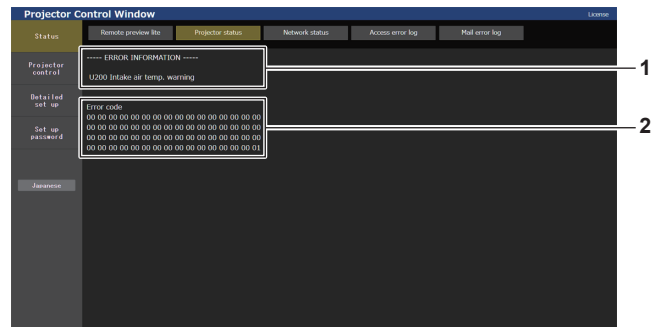 Projector Control Window
License
Status
Remote preview lite
Projector status
Network status
Access error log
Mail error log
----- ERROR INFORMATION -----
U200 Intake air temp. warning
1
Projector
control
Detailed
set up
Error code
00 00 00 00 00 00 00 00 00 00 00 00 00 00 00 00
00 00 00 00 00 00 00 00 00 00 00 00 00 00 00 00
00 00 00 00 00 00 00 00 00 00 00 00 00 00 00 00
00 00 00 00 00 00 00 00 00 00 00 00 00 00 00 01
2
Set up
password
Japanese